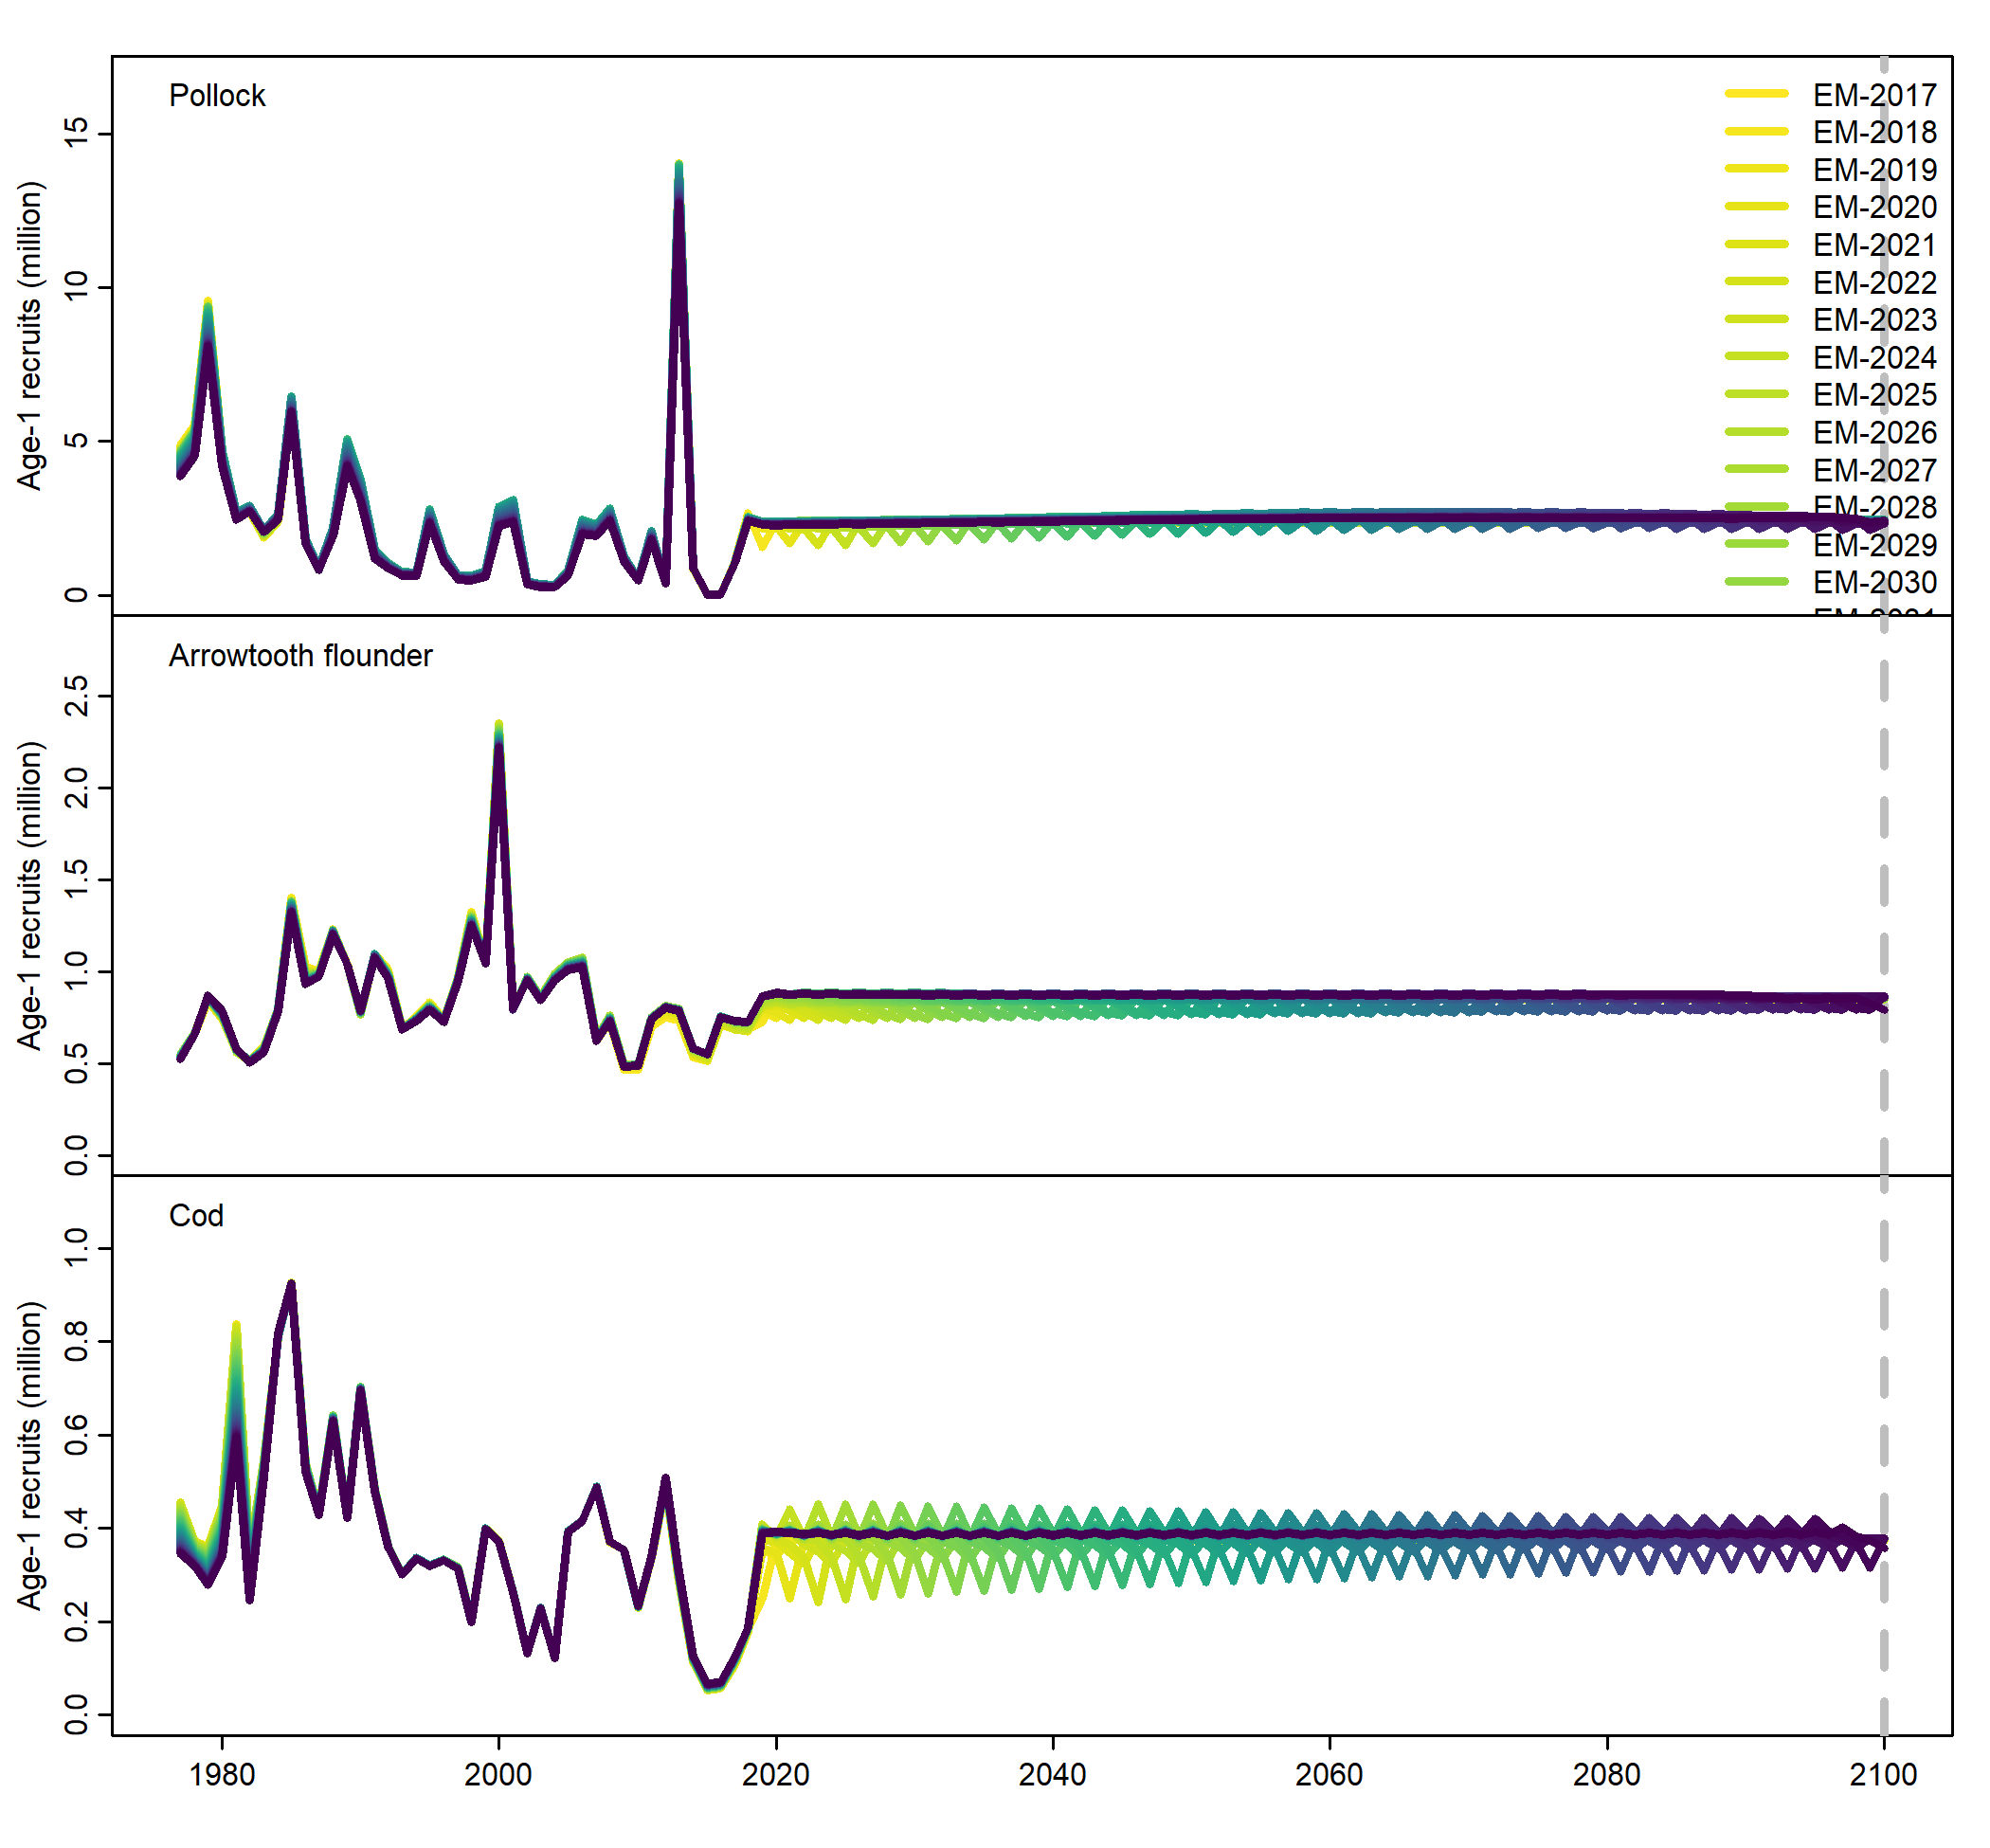 Pollock
EM-2017
EM-2018
EM-2019
EM-2020
EM-2021
EM-2022
EM-2023
EM-2024
EM-2025
EM-2026
EM-2027
EM-2028
EM-2029
EM-2030
Age-1 recruits (million)
15
10
5
0
Arrowtooth flounder
Age-1 recruits (million)
2.5
2.0
1.5
1.0
0.5
0.0
Cod
Age-1 recruits (million)
1.0
0.8
0.6
0.4
0.2
0.0
1980 2000 2020 2040 2060 2080 2100